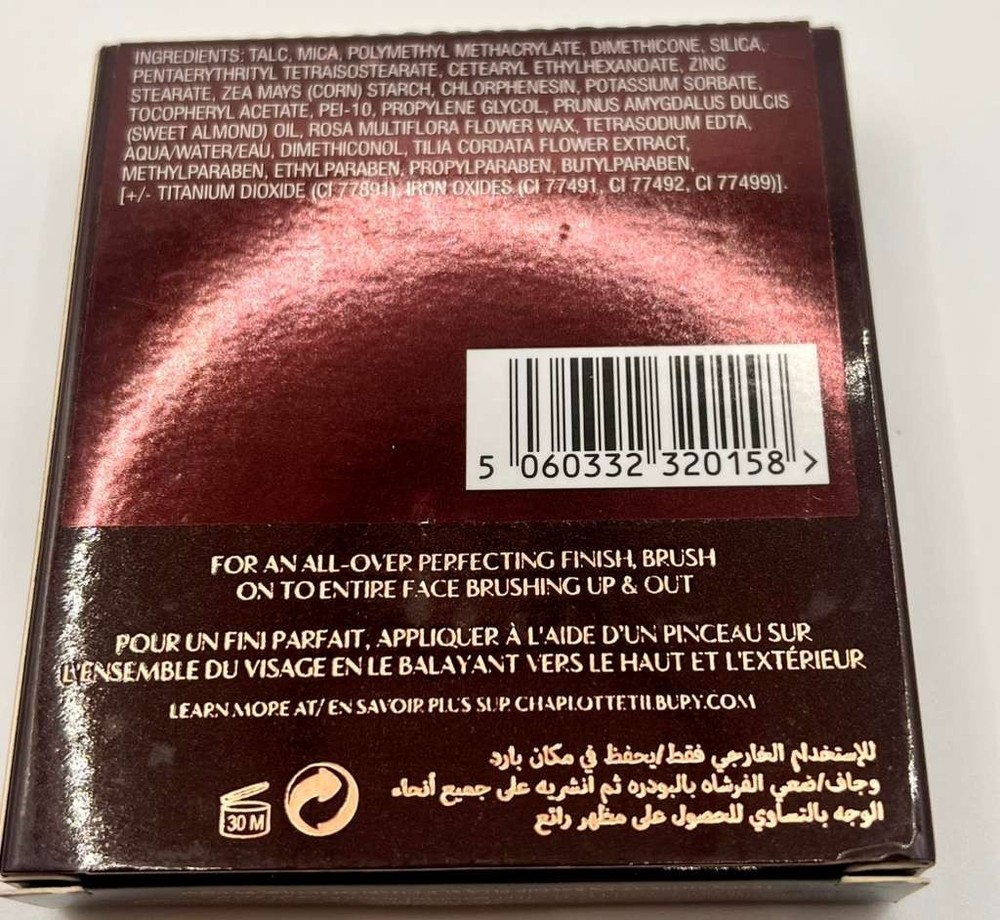 INGREDIENTS: TALC, MICA, POLYMETHYL METHACRYLATE, DIMETHICONE, SILICA,
PENTAERYTHRITYL TETRAISOSTEARATE, CETEARYL ETHYLHEXANOATE, ZINC
STEARATE, ZEA MAYS (CORN) STARCH, CHLORPHENESIN, POTASSIUM SORBATE,
TOCOPHERYL ACETATE, PEI-10, PROPYLENE GLYCOL, PRUNUS AMYGDALUS DULCIS
(SWEET ALMOND) OIL, ROSA MULTIFLORA FLOWER WAX, TETRASODIUM EDTA,
AQUA/WATER/EAU, DIMETHICONOL, TILIA CORDATA FLOWER EXTRACT,
METHYLPARABEN, ETHYLPARABEN, PROPYLPARABEN, BUTYLPARABEN,
[+/- TITANIUM DIOXIDE (CI 77891), IRON OXIDES (CI 77491, CI 77492, CI 77499)].
5 060332 320158 >
FOR AN ALL-OVER PERFECTING FINISH, BRUSH
ON TO ENTIRE FACE BRUSHING UP & OUT
POUR UN FINI PARFAIT, APPLIQUER À L'AIDE D'UN PINCEAU SUR
L'ENSEMBLE DU VISAGE EN LE BALAYANT VERS LE HAUT ET L'EXTÉRIEUR
LEARN MORE AT/ EN SAVOIR PLUS SUR CHARLOTTETILBURY.COM
للإستخدام الخارجي فقط/يحفظ في مكان بارد
وجاف/ضعي الفرشاه بالبودره ثم أنشريه على جميع أنحاء
الوجه بالتساوي للحصول على مظهر رائع
30 M